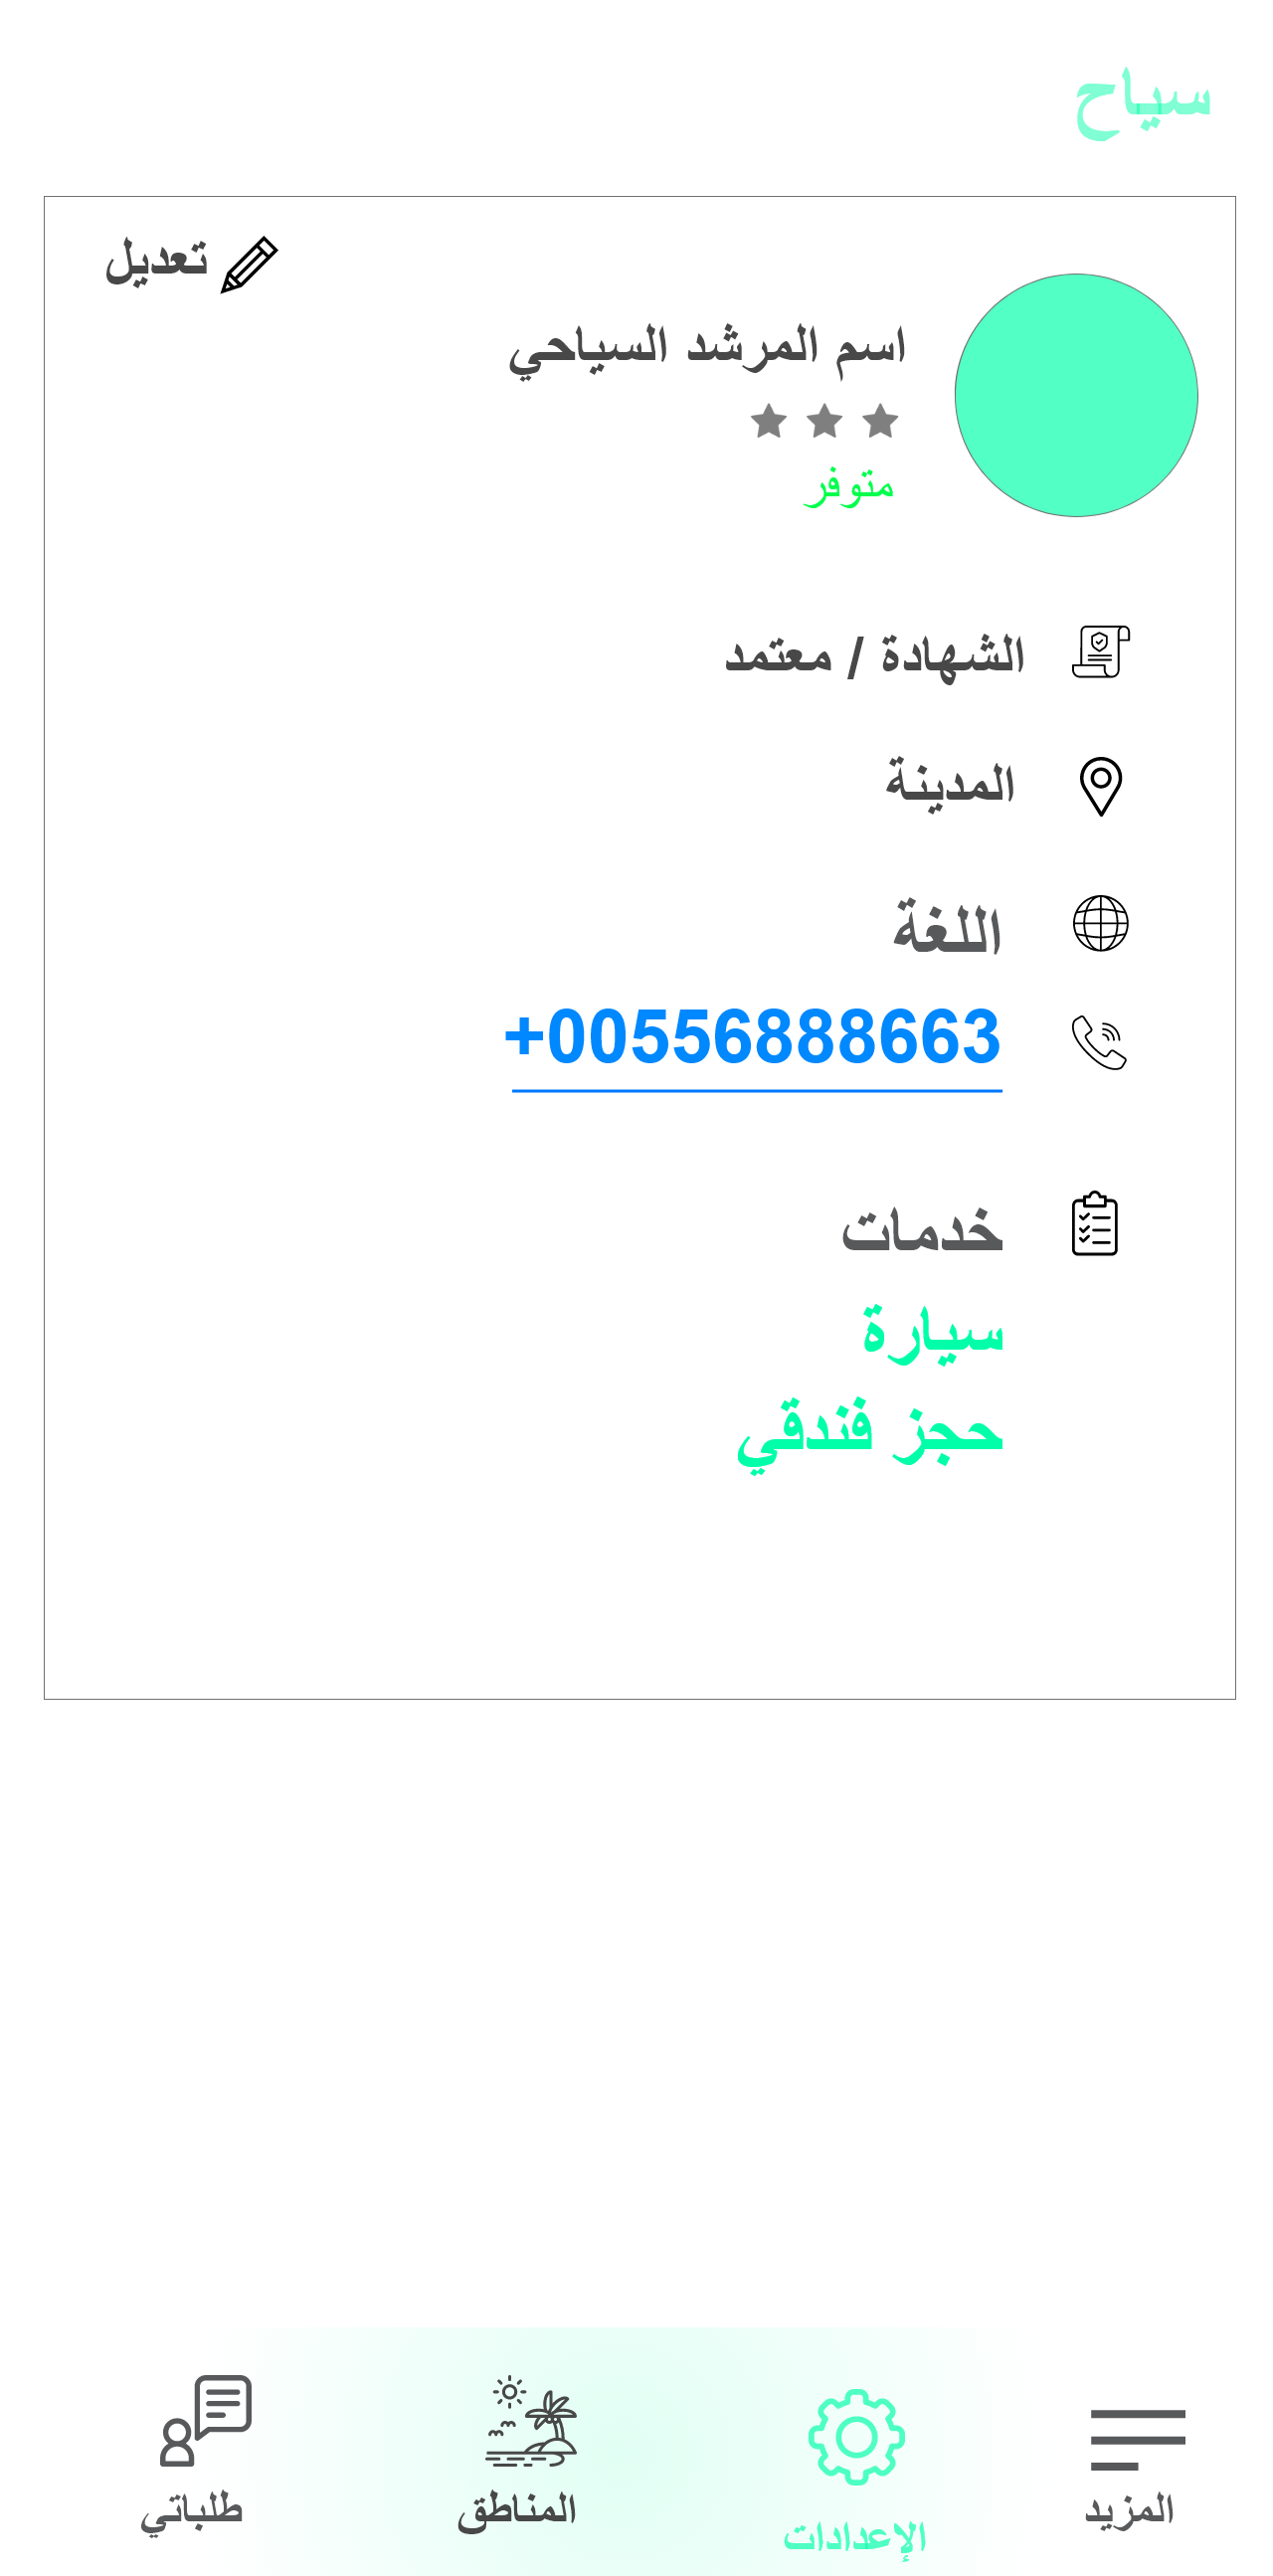 سياح
تعديل
اسم المرشد السياحي
متوفر
الشهادة / معتمد
المدينة
اللغة
+00556888663
خدمات
سيارة
حجز فندقي
المزيد
الإعدادات
المناطق
طلباتي